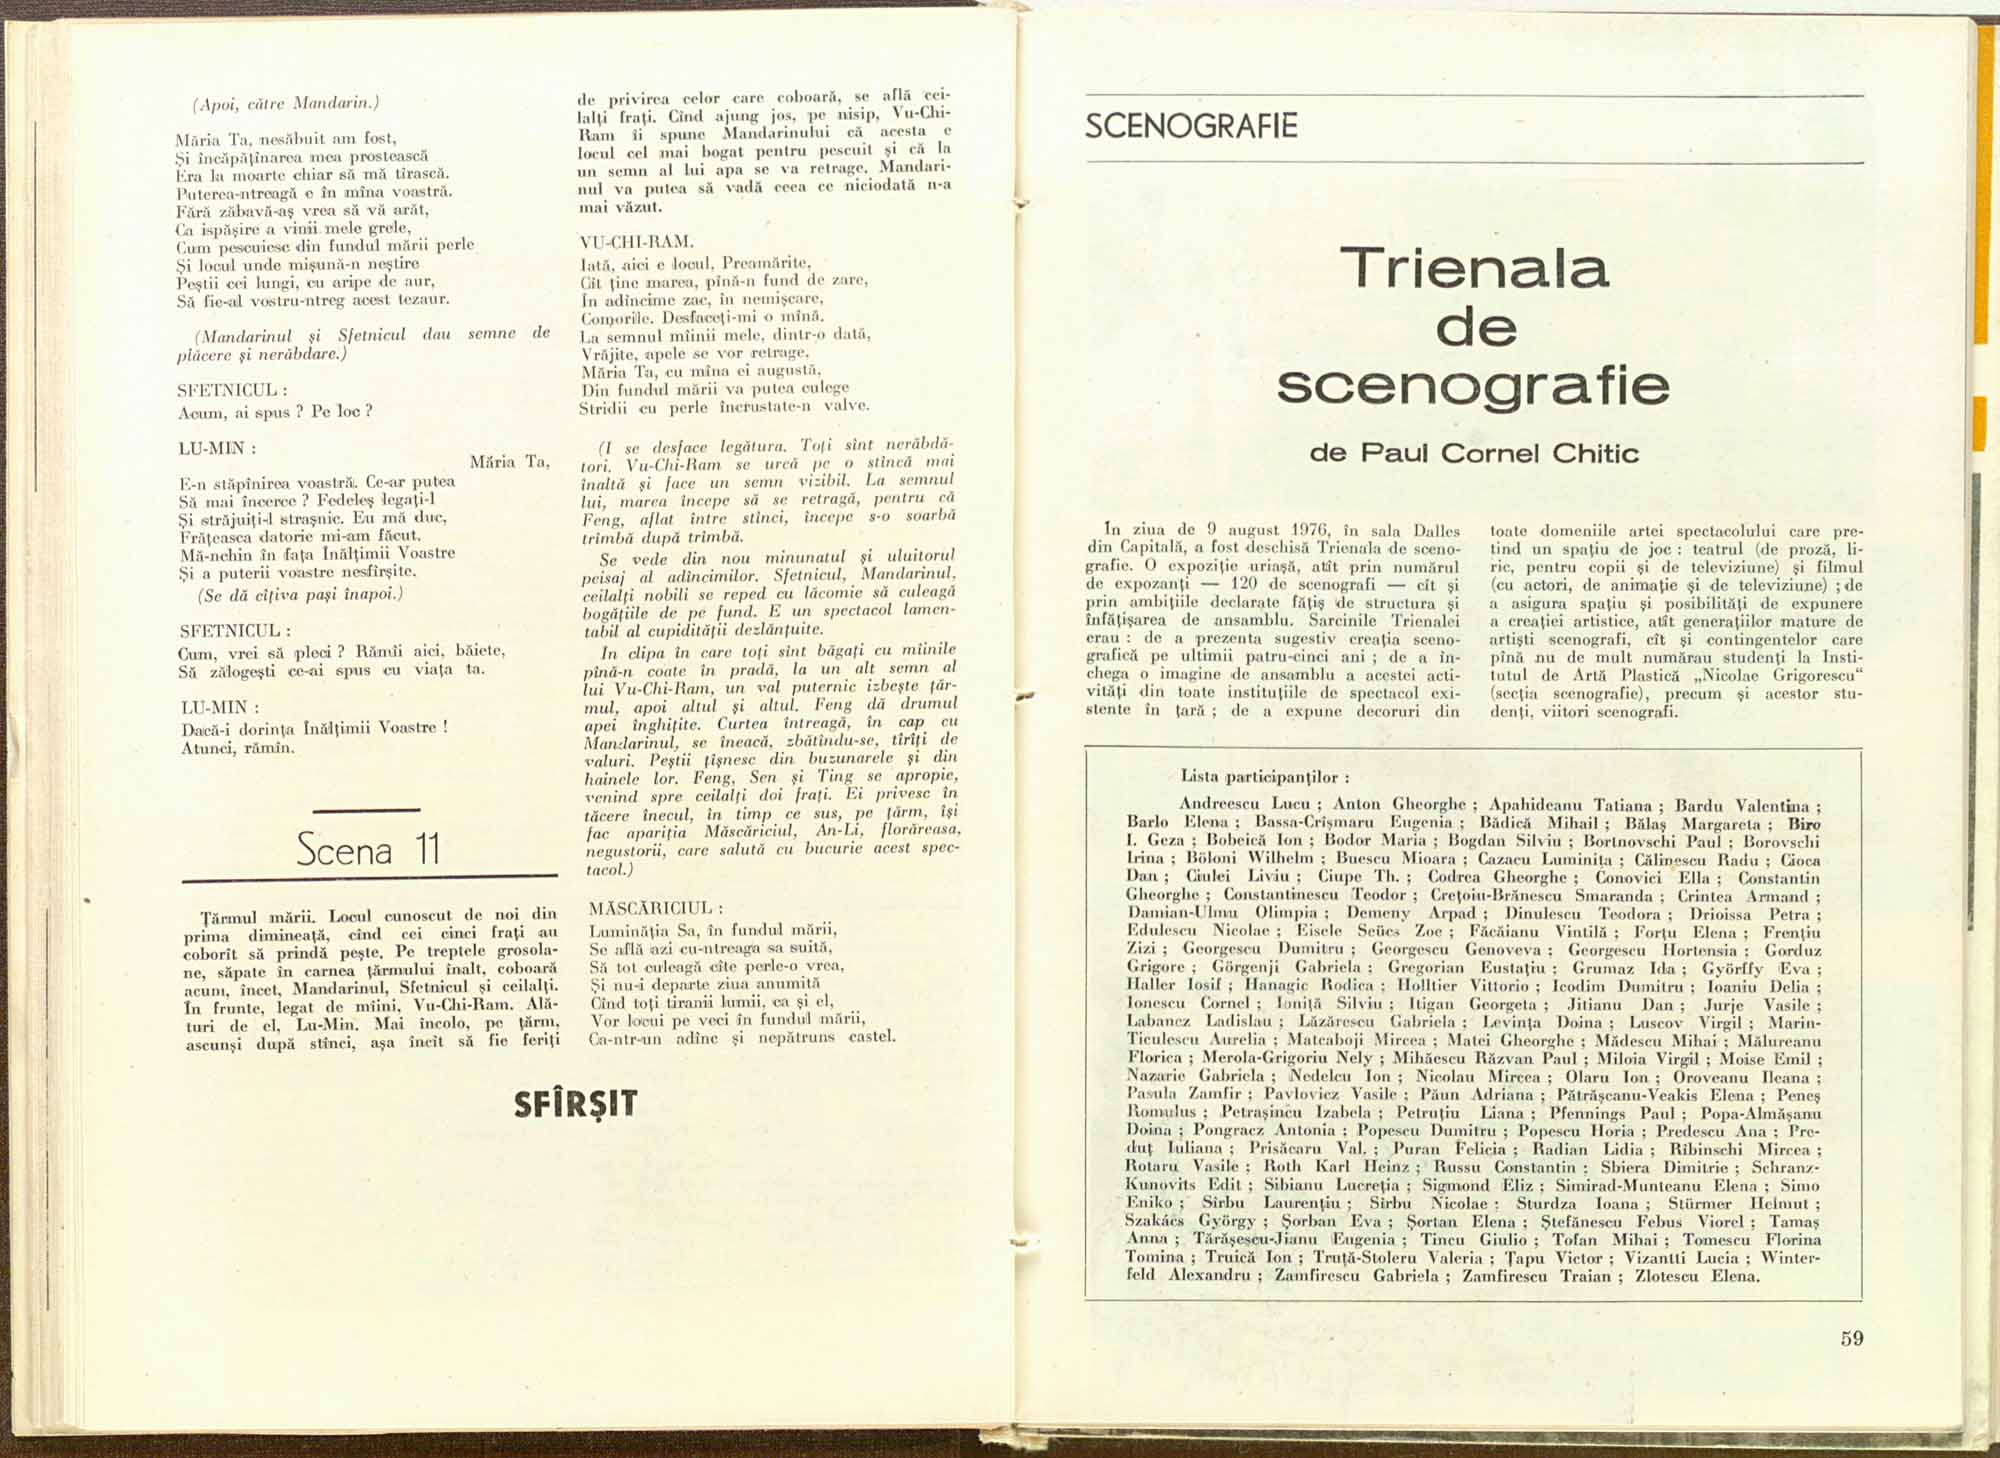 (Apoi, către Mandarin.)
Măria Ta, nesăbuit am fost,
Și încăpățînarea mea prostească
Era la moarte chiar să mă tîrască.
Puterea-ntreagă e în mîna voastră.
Fără zăbavă-aș vrea să vă arăt,
Ca ispășire a vinii mele grele,
Cum pescuiesc din fundul mării perle
Și locul unde mișună-n neștire
Peștii cei lungi, cu aripe de aur,
Să fie-al vostru-ntreg acest tezaur.
(Mandarinul și Sfetnicul dau semne de
plăcere și nerăbdare.)
SFETNICUL :
Acum, ai spus ? Pe loc ?
LU-MIN :
Măria Ta,
E-n stăpînirea voastră. Ce-ar putea
Să mai încerce ? Fedeleș legați-l
Și străjuiți-l strașnic. Eu mă duc,
Frățeasca datorie mi-am făcut.
Mă-nchin în fața Înălțimii Voastre
Și a puterii voastre nesfîrșite.
(Se dă cîțiva pași înapoi.)
SFETNICUL :
Cum, vrei să pleci ? Rămîi aici, băiete,
Să zălogești ce-ai spus cu viața ta.
LU-MIN :
Dacă-i dorința Înălțimii Voastre !
Atunci, rămîn.
Scena 11
Țărmul mării. Locul cunoscut de noi din
prima dimineață, cînd cei cinci frați au
coborît să prindă pește. Pe treptele grosola-
ne, săpate în carnea țărmului înalt, coboară
acum, încet, Mandarinul, Sfetnicul și ceilalți.
În frunte, legat de mîini, Vu-Chi-Ram. Ală-
turi de el, Lu-Min. Mai încolo, pe țărm,
ascunși după stînci, așa încît să fie feriți
de privirea celor care coboară, se află cei-
lalți frați. Cînd ajung jos, pe nisip, Vu-Chi-
Ram îi spune Mandarinului că acesta e
locul cel mai bogat pentru pescuit și că la
un semn al lui apa se va retrage. Mandari-
nul va putea să vadă ceea ce niciodată n-a
mai văzut.
VU-CHI-RAM.
Iată, aici e locul, Preamărite,
Cît ține marea, pînă-n fund de zare,
În adîncime zac, în nemișcare,
Comorile. Desfaceți-mi o mînă.
La semnul mîinii mele, dintr-o dată,
Vrăjite, apele se vor retrage,
Măria Ta, cu mîna ei augustă,
Din fundul mării va putea culege
Stridii cu perle încrustate-n valve.
(I se desface legătura. Toți sînt nerăbdă-
tori. Vu-Chi-Ram se urcă pe o stîncă mai
înaltă și face un semn vizibil. La semnul
lui, marea începe să se retragă, pentru că
Feng, aflat între stînci, începe s-o soarbă
trîmbă după trîmbă.
Se vede din nou minunatul și uluitorul
peisaj al adîncimilor. Sfetnicul, Mandarinul,
ceilalți nobili se reped cu lăcomie să culeagă
bogățiile de pe fund. E un spectacol lamen-
tabil al cupidității dezlănțuite.
In clipa în care toți sînt băgați cu mîinile
pînă-n coate în pradă, la un alt semn al
lui Vu-Chi-Ram, un val puternic izbește țăr-
mul, apoi altul și altul. Feng dă drumul
apei înghițite. Curtea întreagă, în cap cu
Mandarinul, se îneacă, zbătîndu-se, tîrîți de
valuri. Peștii țîșnesc din buzunarele și din
hainele lor. Feng, Sen și Ting se apropie,
venind spre ceilalți doi frați. Ei privesc în
tăcere înecul, în timp ce sus, pe țărm, își
fac apariția Măscăriciul, An-Li, florăreasa,
negustorii, care salută cu bucurie acest spec-
tacol.)
MĂSCĂRICIUL :
Luminăția Sa, în fundul mării,
Se află azi cu-ntreaga sa suită,
Să tot culeagă cîte perle-o vrea,
Și nu-i departe ziua anumită
Cînd toți tiranii lumii, ca și el,
Vor locui pe veci în fundul mării,
Ca-ntr-un adînc și nepătruns castel.
SFÎRȘIT
SCENOGRAFIE
Trienala
de
scenografie
de Paul Cornel Chitic
In ziua de 9 august 1976, în sala Dalles
din Capitală, a fost deschisă Trienala de sceno-
grafie. O expoziție uriașă, atît prin numărul
de expozanți — 120 de scenografi — cît și
prin ambițiile declarate fățiș de structura și
înfățișarea de ansamblu. Sarcinile Trienalei
erau : de a prezenta sugestiv creația sceno-
grafică pe ultimii patru-cinci ani ; de a în-
chega o imagine de ansamblu a acestei acti-
vități din toate instituțiile de spectacol exi-
stente în țară ; de a expune decoruri din
toate domeniile artei spectacolului care pre-
tind un spațiu de joc : teatrul (de proză, li-
ric, pentru copii și de televiziune) și filmul
(cu actori, de animație și de televiziune) ; de
a asigura spațiu și posibilități de expunere
a creației artistice, atît generațiilor mature de
artiști scenografi, cît și contingentelor care
pînă nu de mult numărau studenți la Insti-
tutul de Artă Plastică „Nicolae Grigorescu“
(secția scenografie), precum și acestor stu-
denți, viitori scenografi.
Lista participanților :
Andreescu Lucu ; Anton Gheorghe ; Apahideanu Tatiana ; Bardu Valentina ;
Barlo Elena ; Bassa-Crîșmaru Eugenia ; Bădică Mihail ; Bălaș Margareta ; Biro
I. Geza ; Bobeică Ion ; Bodor Maria ; Bogdan Silviu ; Bortnovschi Paul ; Borovschi
Irina ; Böloni Wilhelm ; Buescu Mioara ; Cazacu Luminița ; Călinescu Radu ; Cioca
Dan ; Ciulei Liviu ; Ciupe Th. ; Codrea Gheorghe ; Conovici Ella ; Constantin
Gheorghe ; Constantinescu Teodor ; Crețoiu-Brănescu Smaranda ; Crintea Armand ;
Damian-Ulmu Olimpia ; Demeny Arpad ; Dinulescu Teodora ; Drioissa Petra ;
Edulescu Nicolae ; Eisele Seücs Zoe ; Făcăianu Vintilă ; Forțu Elena ; Frențiu
Zizi ; Georgescu Dumitru ; Georgescu Genoveva ; Georgescu Hortensia ; Gorduz
Grigore ; Görgenji Gabriela ; Gregorian Eustațiu ; Grumaz Ida ; Györffy Eva ;
Haller Iosif ; Hanagic Rodica ; Holltier Vittorio ; Icodim Dumitru ; Ioaniu Delia ;
Ionescu Cornel ; Ioniță Silviu ; Itigan Georgeta ; Jitianu Dan ; Jurje Vasile ;
Labancz Ladislau ; Lăzărescu Gabriela ; Levința Doina ; Luscov Virgil ; Marin-
Ticulescu Aurelia ; Matcaboji Mircea ; Matei Gheorghe ; Mădescu Mihai ; Mălureanu
Florica ; Merola-Grigoriu Nely ; Mihăescu Răzvan Paul ; Miloia Virgil ; Moise Emil ;
Nazarie Gabriela ; Nedelcu Ion ; Nicolau Mircea ; Olaru Ion ; Oroveanu Ileana ;
Pasula Zamfir ; Pavlovicz Vasile ; Păun Adriana ; Pătrășcanu-Veakis Elena ; Peneș
Romulus ; Petrașincu Izabela ; Petruțiu Liana ; Pfennings Paul ; Popa-Almășanu
Doina ; Pongracz Antonia ; Popescu Dumitru ; Popescu Horia ; Predescu Ana ; Pre-
duț Iuliana ; Prisăcaru Val. ; Puran Felicia ; Radian Lidia ; Ribinschi Mircea ;
Rotaru Vasile ; Roth Karl Heinz ; Russu Constantin ; Sbiera Dimitrie ; Schranz-
Kunovits Edit ; Sibianu Lucreția ; Sigmond Eliz ; Simirad-Munteanu Elena ; Simo
Eniko ; Sîrbu Laurențiu ; Sîrbu Nicolae ; Sturdza Ioana ; Stürmer Helmut ;
Szakács György ; Șorban Eva ; Șortan Elena ; Ștefănescu Febus Viorel ; Tamaș
Anna ; Tărășescu-Jianu Eugenia ; Tincu Giulio ; Tofan Mihai ; Tomescu Florina
Tomina ; Truică Ion ; Truță-Stoleru Valeria ; Țapu Victor ; Vizantti Lucia ; Winter-
feld Alexandru ; Zamfirescu Gabriela ; Zamfirescu Traian ; Zlotescu Elena.
59